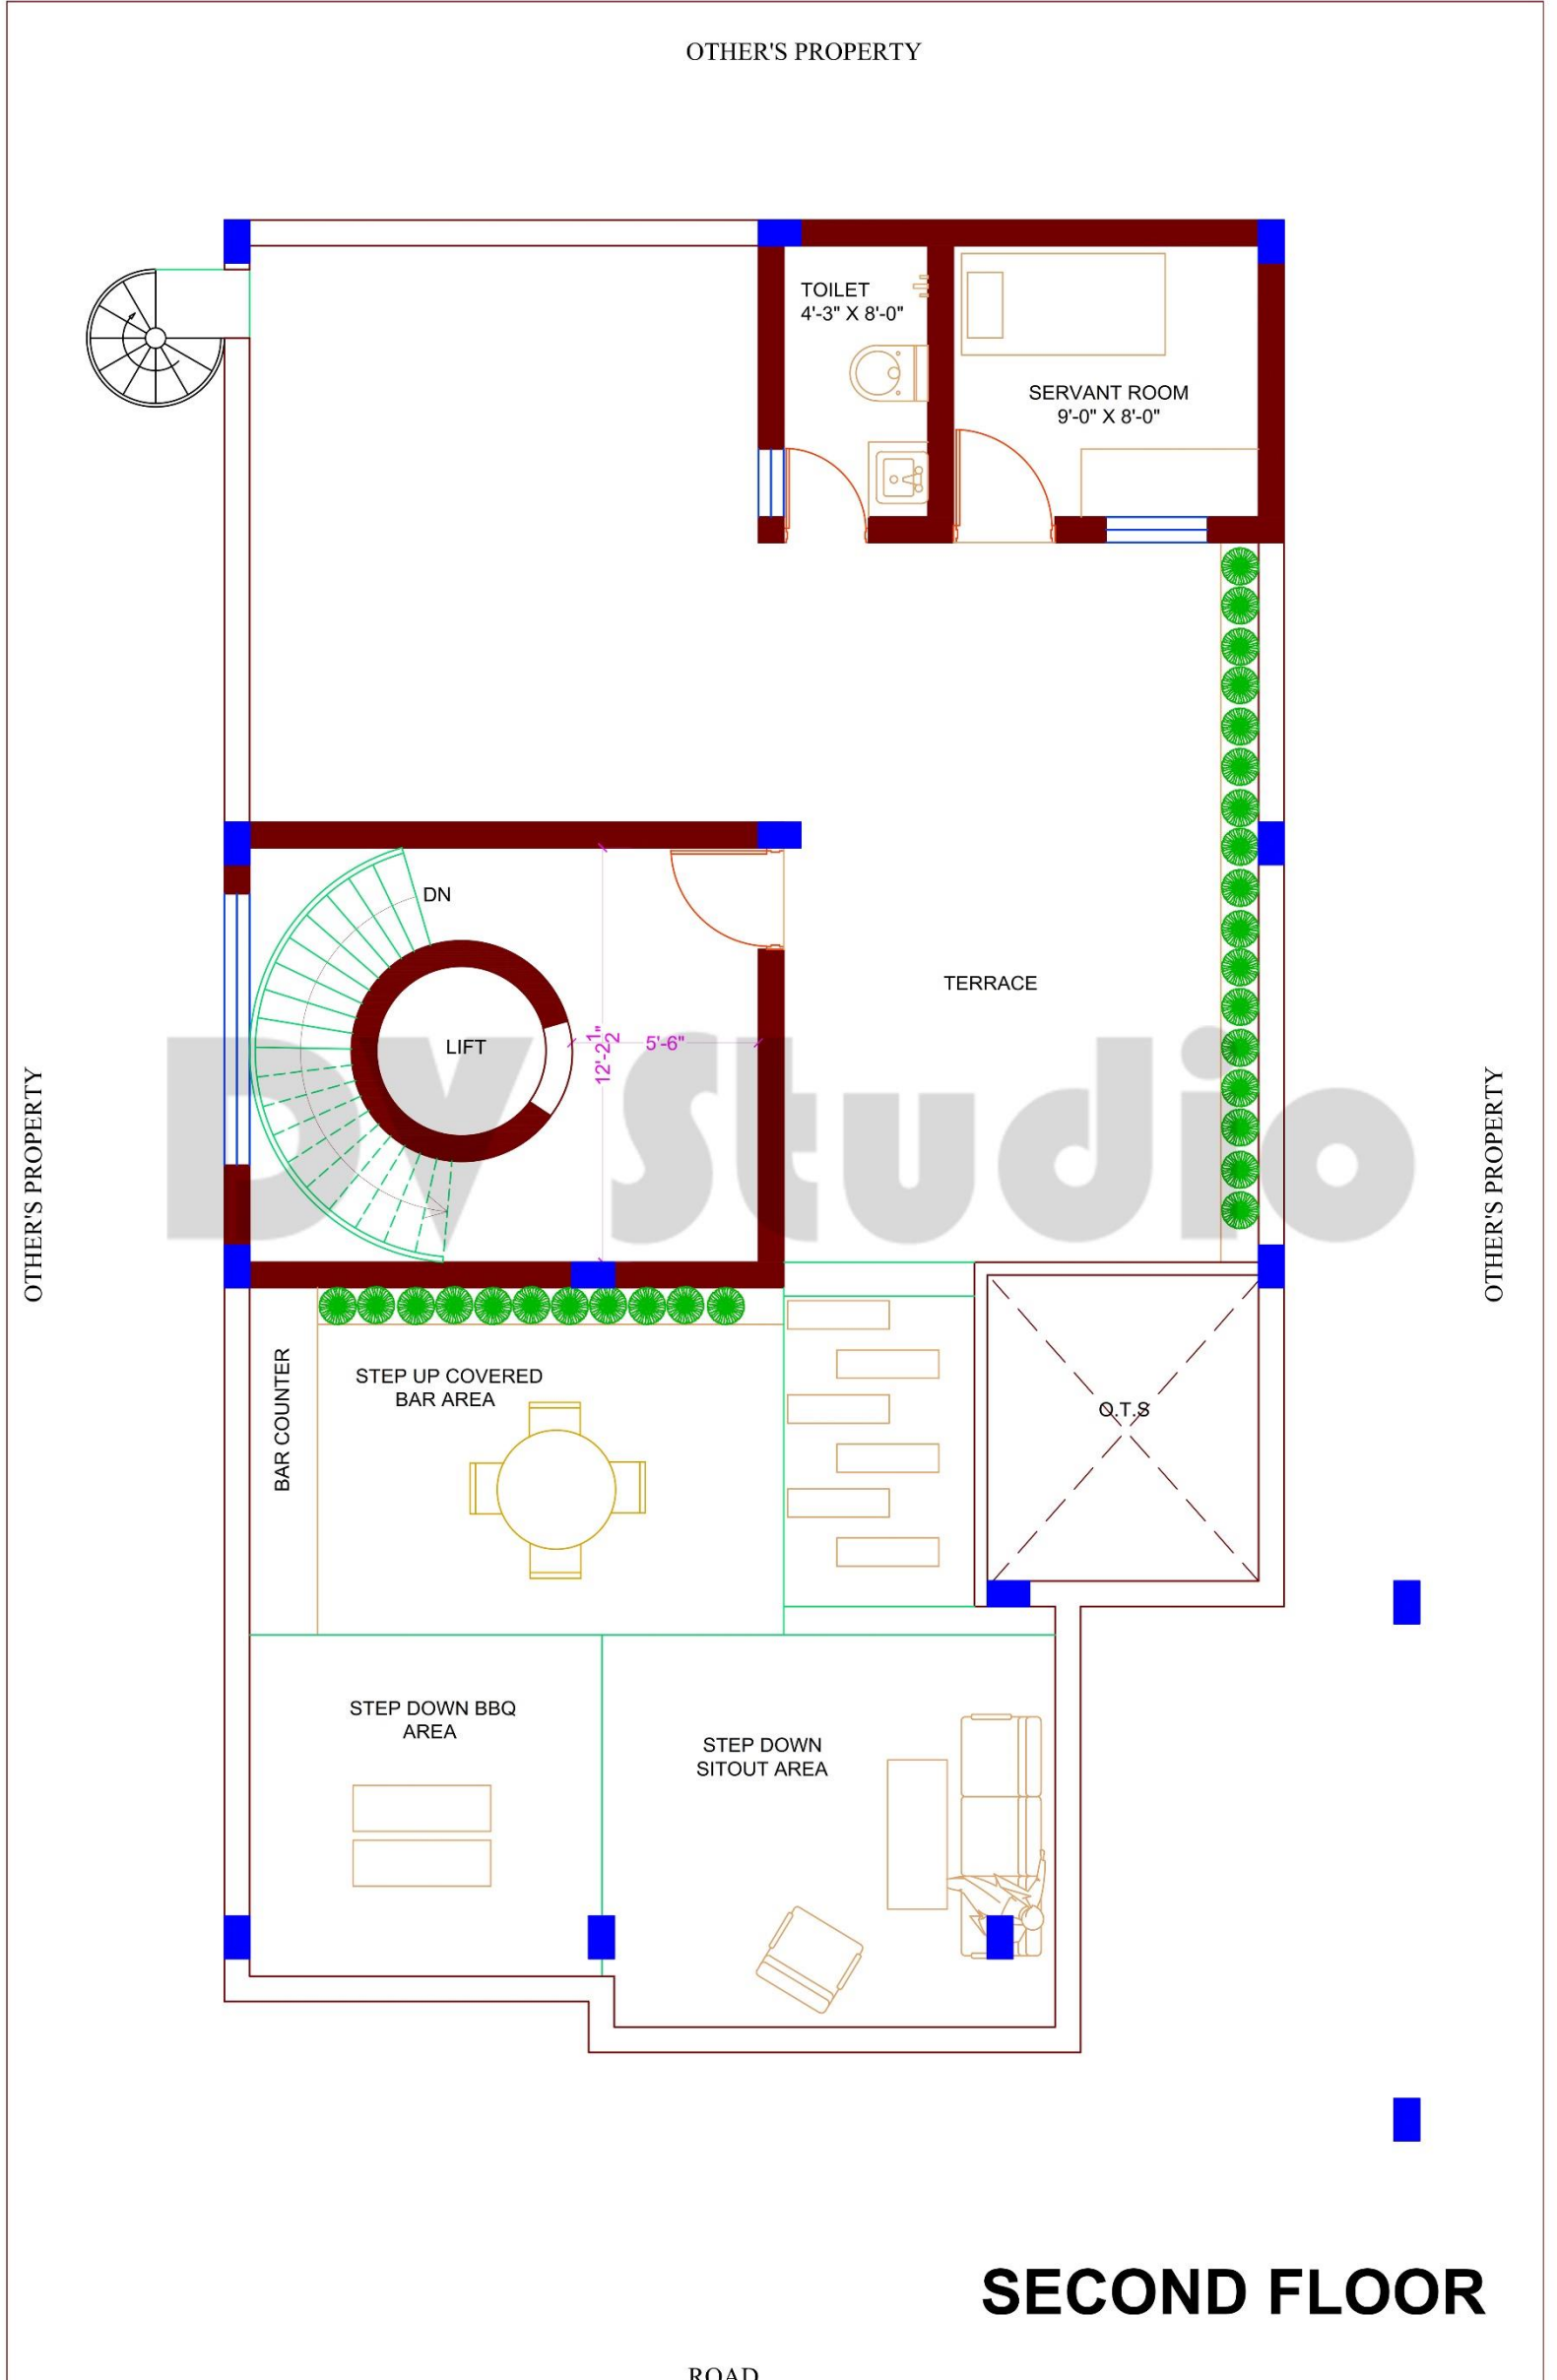 OTHER'S PROPERTY
TOILET
4'-3" X 8'-0"
SERVANT ROOM
9'-0" X 8'-0"
DN
LIFT
12'-2 1/2"
5'-6"
TERRACE
DV Studio
OTHER'S PROPERTY
OTHER'S PROPERTY
BAR COUNTER
STEP UP COVERED
BAR AREA
O.T.S
STEP DOWN BBQ
AREA
STEP DOWN
SITOUT AREA
SECOND FLOOR
ROAD